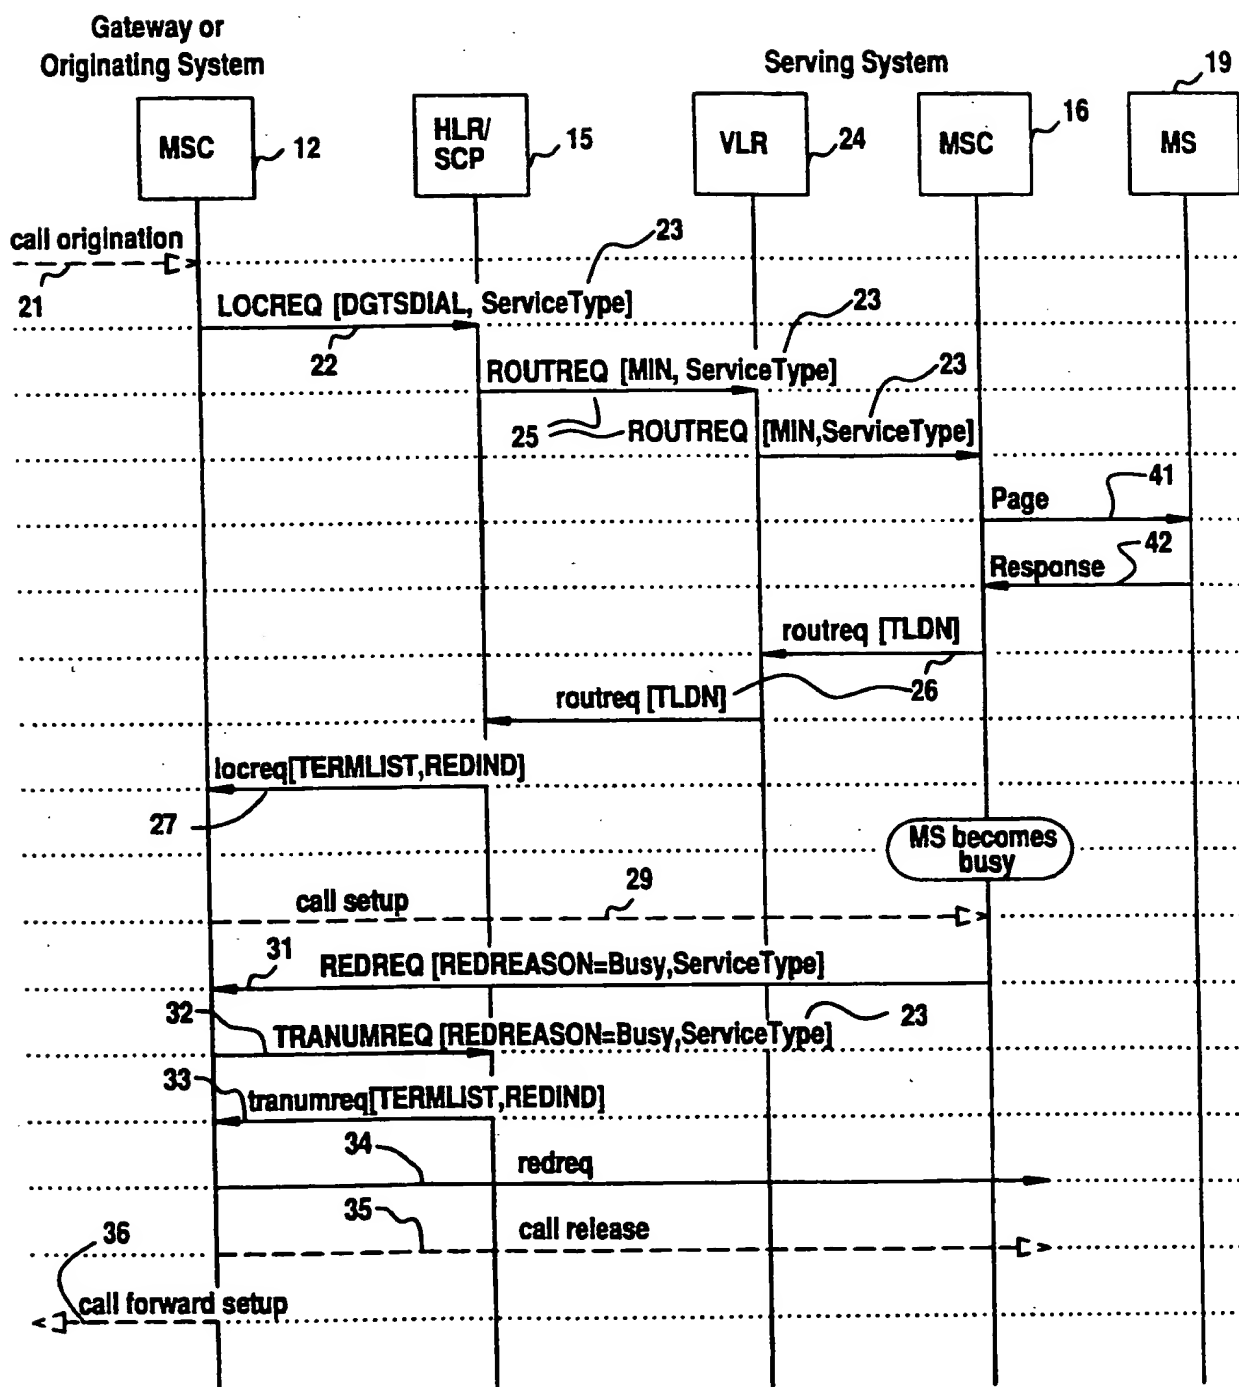 Gateway or
Originating System
Serving System
19
MSC
12
HLR/
SCP
15
VLR
24
MSC
16
MS
call origination
21
23
LOCREQ [DGTSDIAL, ServiceType]
22
23
ROUTREQ [MIN, ServiceType]
23
25
ROUTREQ [MIN,ServiceType]
Page
41
Response
42
routreq [TLDN]
26
routreq [TLDN]
locreq[TERMLIST,REDIND]
27
MS becomes
busy
call setup
29
31
REDREQ [REDREASON=Busy,ServiceType]
32
TRANUMREQ [REDREASON=Busy,ServiceType]
23
33
tranumreq[TERMLIST,REDIND]
34
redreq
35
call release
36
call forward setup